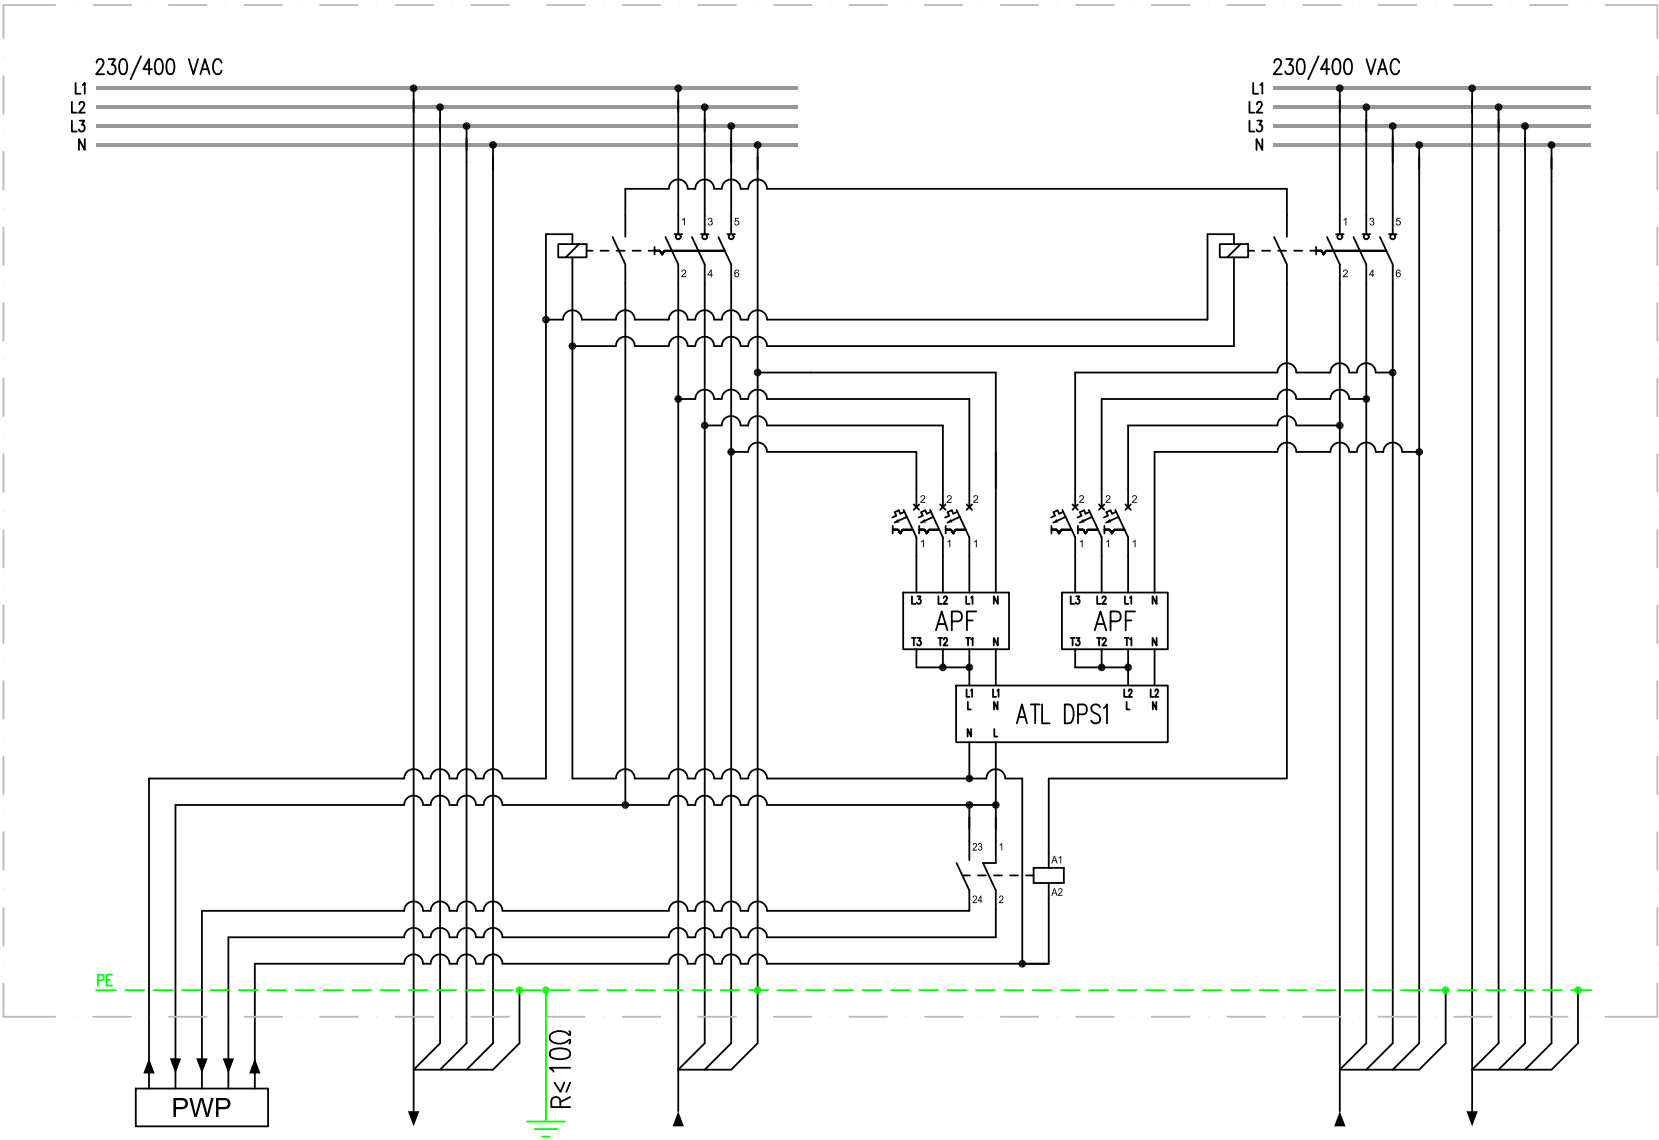 230/400 VAC 230/400 VAC
L1 L1
L2 L2
L3 L3
N N
1 3 5 1 3 5
2 4 6 2 4 6
2 2 2 2 2 2
1 1 1 1 1 1
L3 L2 L1 N L3 L2 L1 N
APF APF
T3 T2 T1 N T3 T2 T1 N
L1 L1 L2 L2
L N L N
ATL DPS1
N L
23 1
A1
24 2 A2
PE
R≤10Ω
PWP